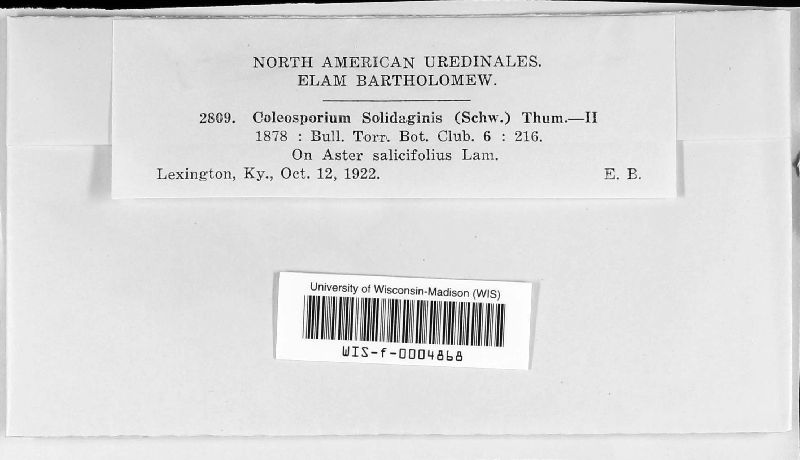 NORTH AMERICAN UREDINALES.
ELAM BARTHOLOMEW.
2809. Coleosporium Solidaginis (Schw.) Thum.—II
1878 : Bull. Torr. Bot. Club. 6 : 216.
On Aster salicifolius Lam.
Lexington, Ky., Oct. 12, 1922. E. B.
University of Wisconsin-Madison (WIS)
WIS-f-0004868